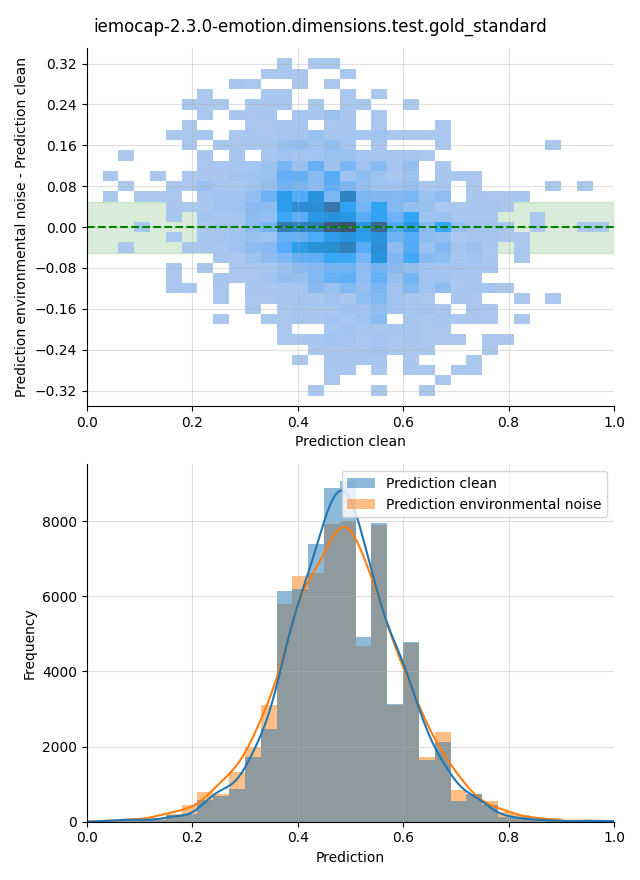 iemocap-2.3.0-emotion.dimensions.test.gold_standard
Prediction environmental noise - Prediction clean
0.32
0.24
0.16
0.08
0.00
−0.08
−0.16
−0.24
−0.32
0.0 0.2 0.4 0.6 0.8 1.0
Prediction clean
Prediction clean
Prediction environmental noise
Frequency
8000
6000
4000
2000
0
0.0 0.2 0.4 0.6 0.8 1.0
Prediction